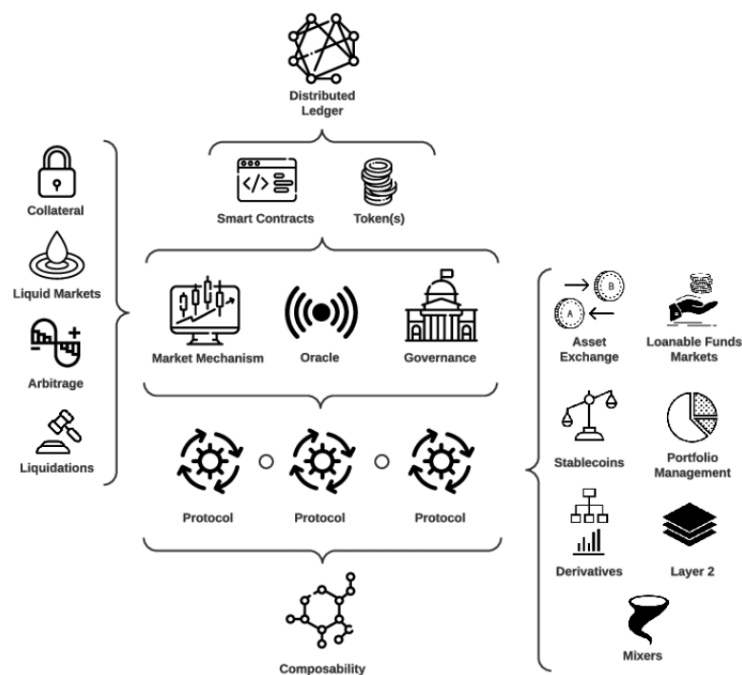 Distributed
Ledger
Smart Contracts
Token(s)
Collateral
Liquid Markets
Arbitrage
Liquidations
Market Mechanism
Oracle
Governance
Protocol
Protocol
Protocol
Composability
B
A
Asset
Exchange
Loanable Funds
Markets
Stablecoins
Portfolio
Management
Derivatives
Layer 2
Mixers